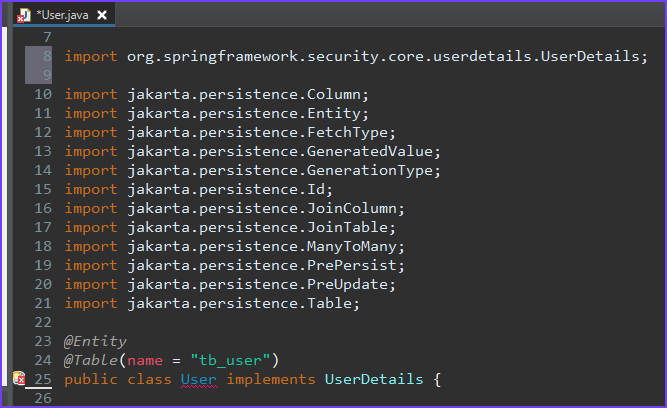 *User.java
7
8 import org.springframework.security.core.userdetails.UserDetails;
9
10 import jakarta.persistence.Column;
11 import jakarta.persistence.Entity;
12 import jakarta.persistence.FetchType;
13 import jakarta.persistence.GeneratedValue;
14 import jakarta.persistence.GenerationType;
15 import jakarta.persistence.Id;
16 import jakarta.persistence.JoinColumn;
17 import jakarta.persistence.JoinTable;
18 import jakarta.persistence.ManyToMany;
19 import jakarta.persistence.PrePersist;
20 import jakarta.persistence.PreUpdate;
21 import jakarta.persistence.Table;
22
23 @Entity
24 @Table(name = "tb_user")
25 public class User implements UserDetails {
26